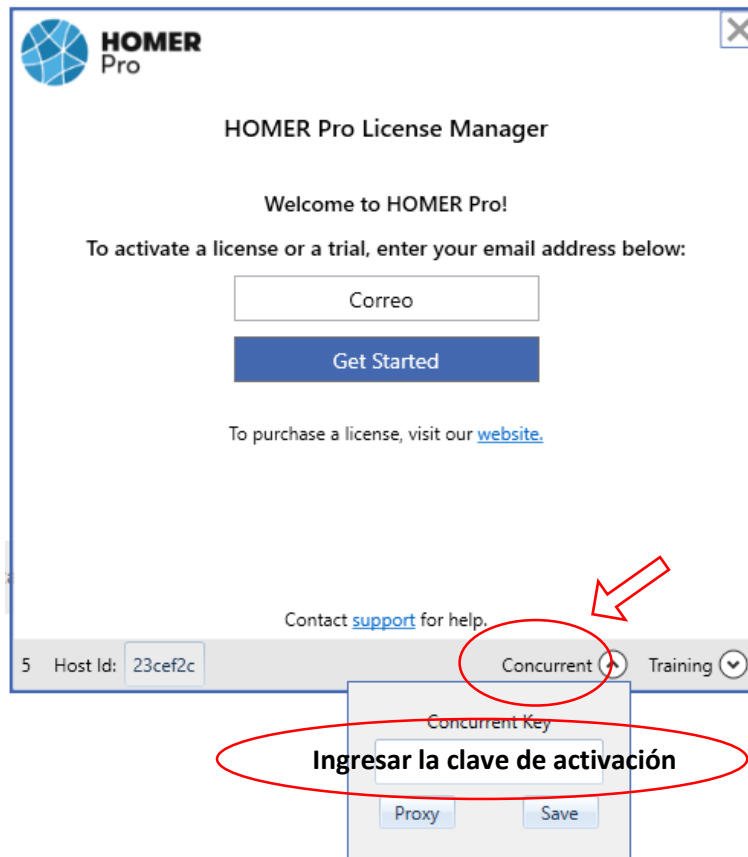 HOMER
Pro
HOMER Pro License Manager
Welcome to HOMER Pro!
To activate a license or a trial, enter your email address below:
Correo
Get Started
To purchase a license, visit our website.
Contact support for help.
5 Host Id: 23cef2c Concurrent Training
Concurrent Key
Ingresar la clave de activación
Proxy Save